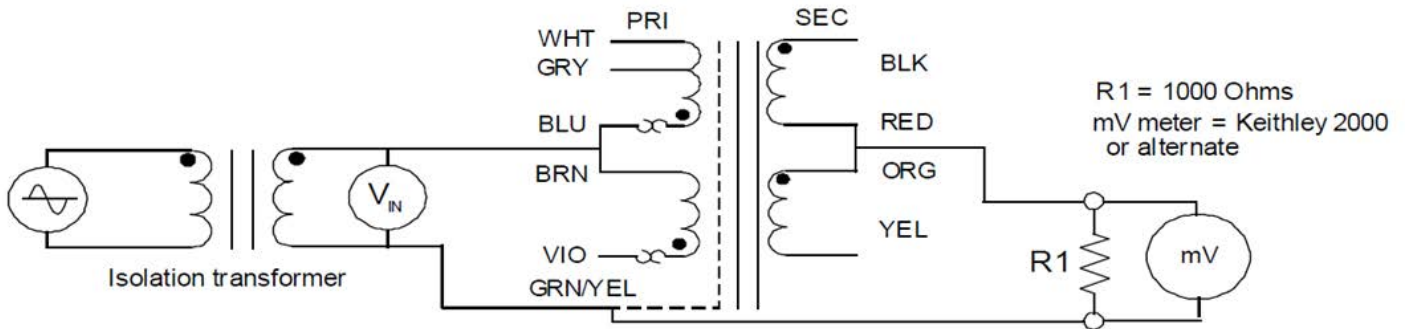 PRI
SEC
WHT
GRY
BLK
BLU
RED
R1 = 1000 Ohms
mV meter = Keithley 2000
or alternate
BRN
ORG
VIN
VIO
YEL
GRN/YEL
Isolation transformer
R1
mV